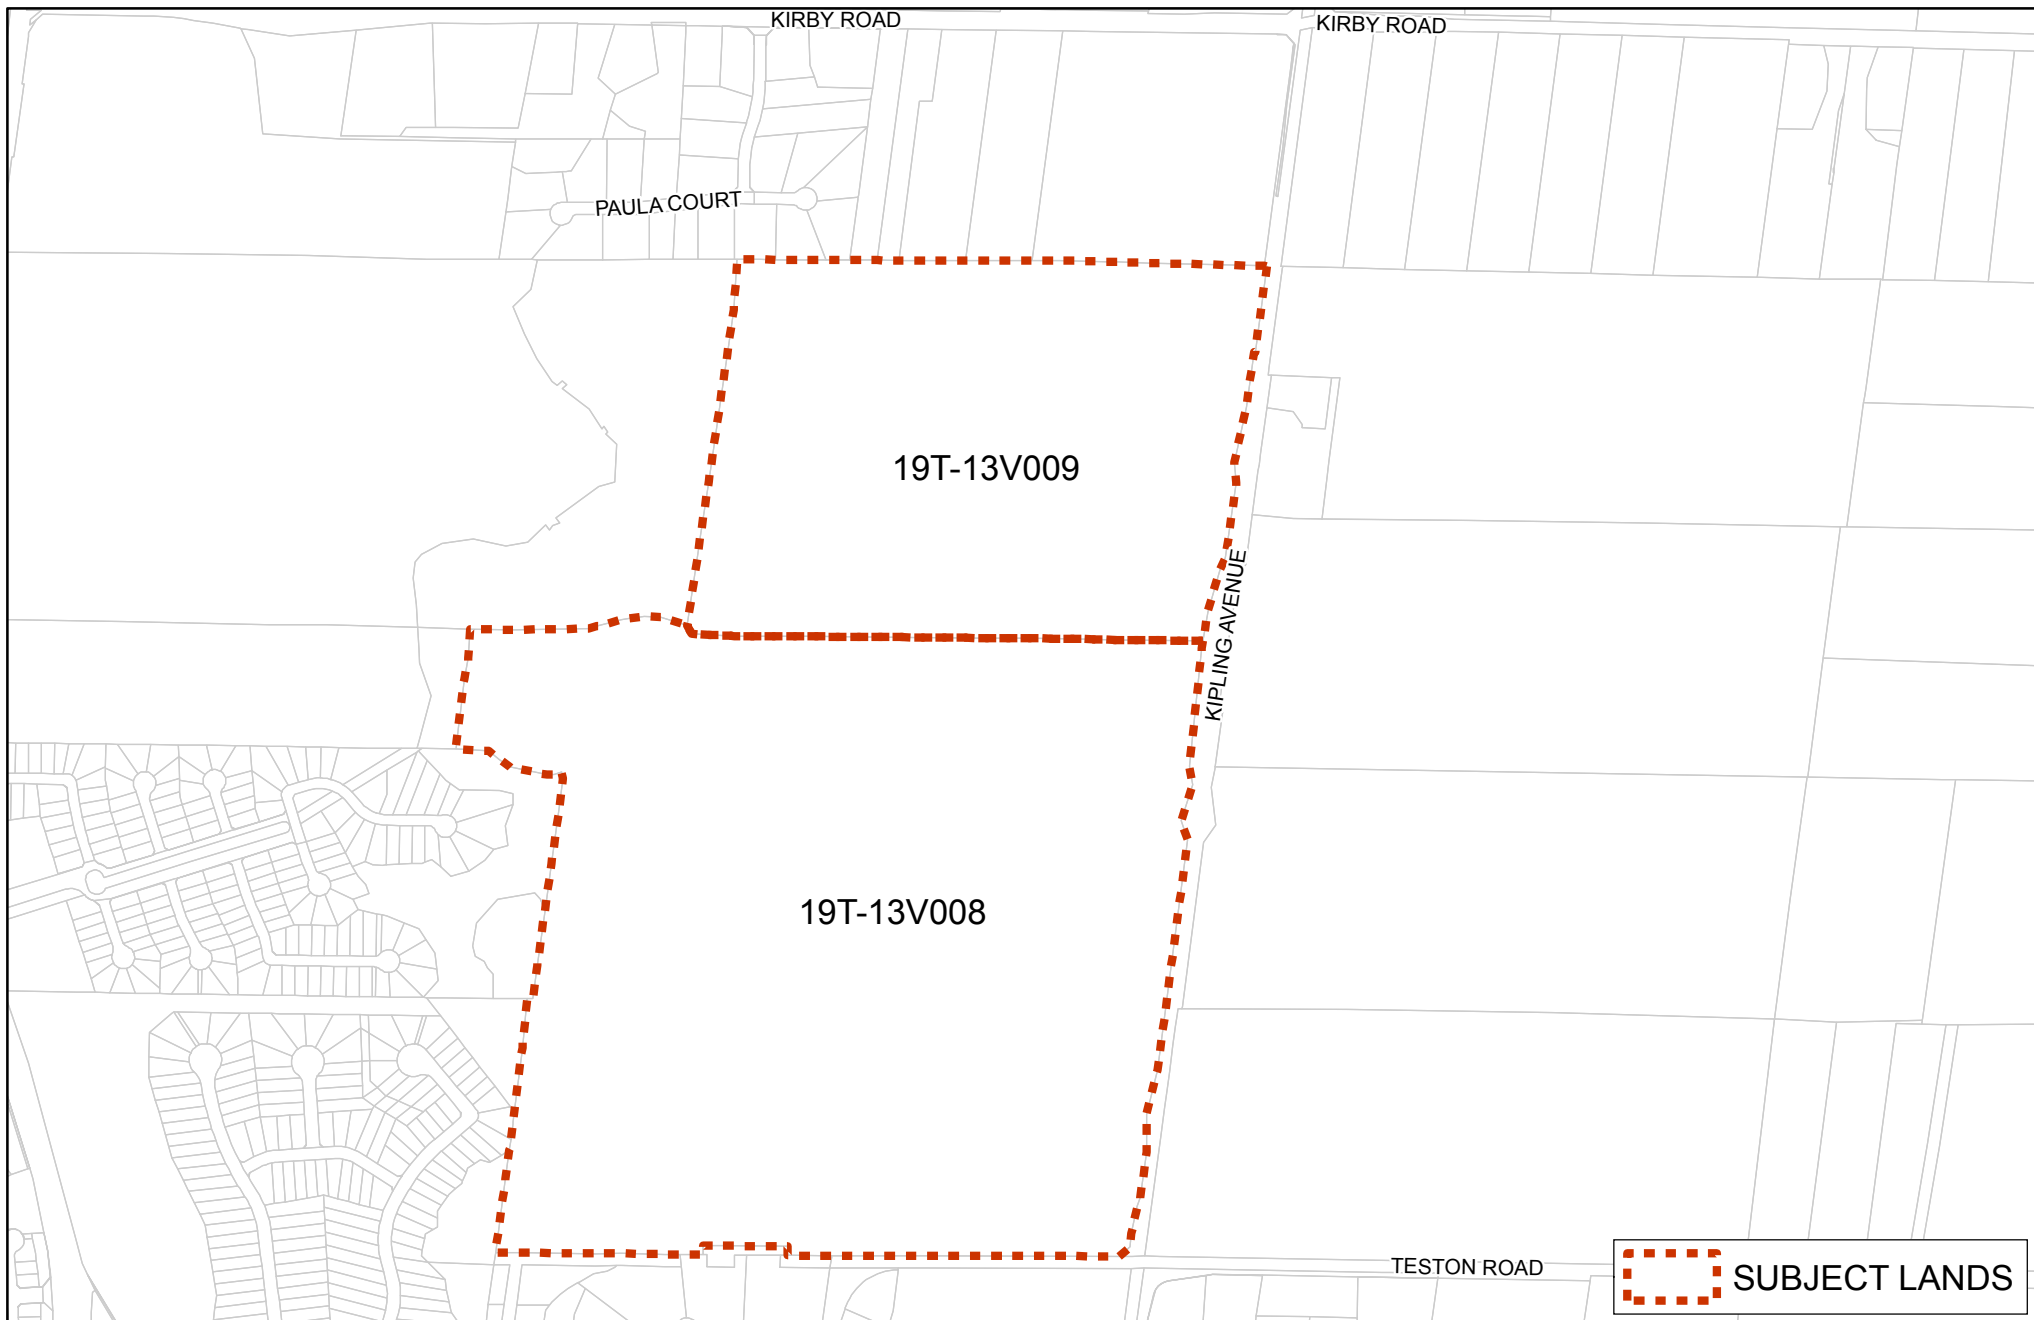 KIRBY ROAD
KIRBY ROAD
PAULA COURT
19T-13V009
KIPLING AVENUE
19T-13V008
TESTON ROAD
SUBJECT LANDS